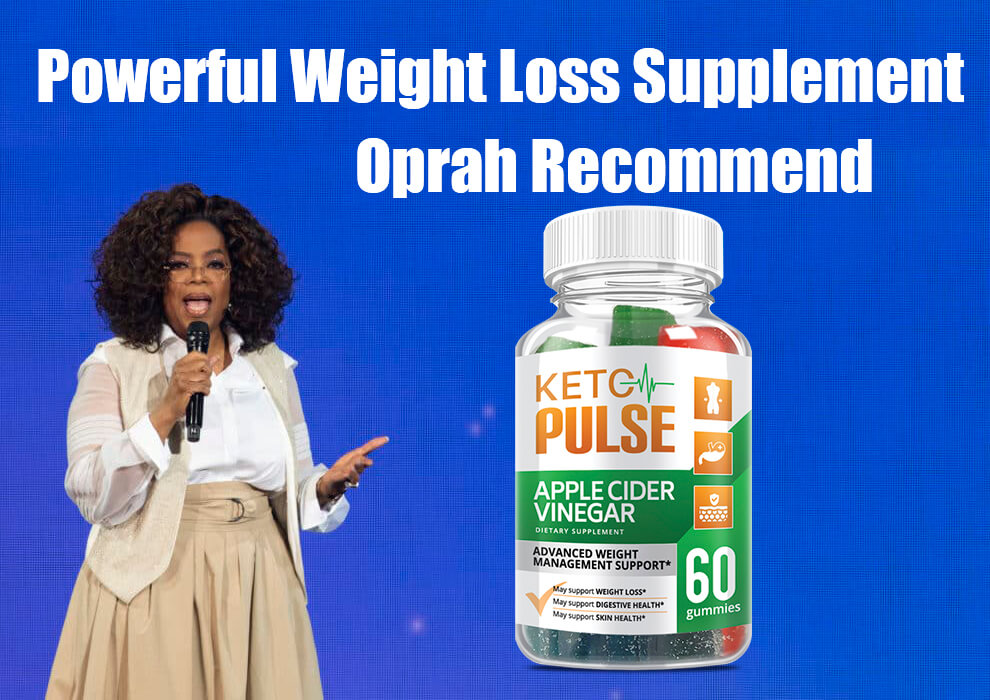 Powerful Weight Loss Supplement
Oprah Recommend
KETO
PULSE
APPLE CIDER
VINEGAR
DIETARY SUPPLEMENT
ADVANCED WEIGHT
MANAGEMENT SUPPORT*
May support WEIGHT LOSS*
May support DIGESTIVE HEALTH*
May support SKIN HEALTH*
60
gummies